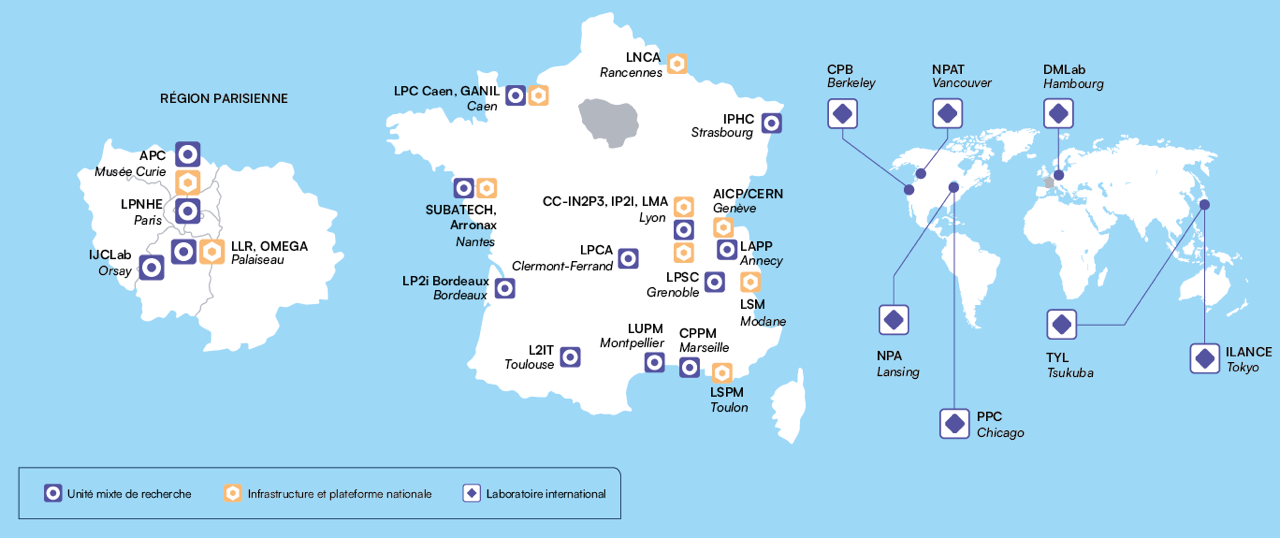 RÉGION PARISIENNE
APC
Musée Curie
LPNHE
Paris
IJCLab
Orsay
LLR, OMEGA
Palaiseau
LNCA
Rancennes
LPC Caen, GANIL
Caen
IPHC
Strasbourg
SUBATECH,
Arronax
Nantes
CC-IN2P3, IP2I, LMA
Lyon
AICP/CERN
Genève
LPCA
Clermont-Ferrand
LAPP
Annecy
LP2i Bordeaux
Bordeaux
LPSC
Grenoble
LSM
Modane
L2IT
Toulouse
LUPM
Montpellier
CPPM
Marseille
LSPM
Toulon
CPB
Berkeley
NPAT
Vancouver
DMLab
Hambourg
NPA
Lansing
PPC
Chicago
TYL
Tsukuba
ILANCE
Tokyo
Unité mixte de recherche
Infrastructure et plateforme nationale
Laboratoire international